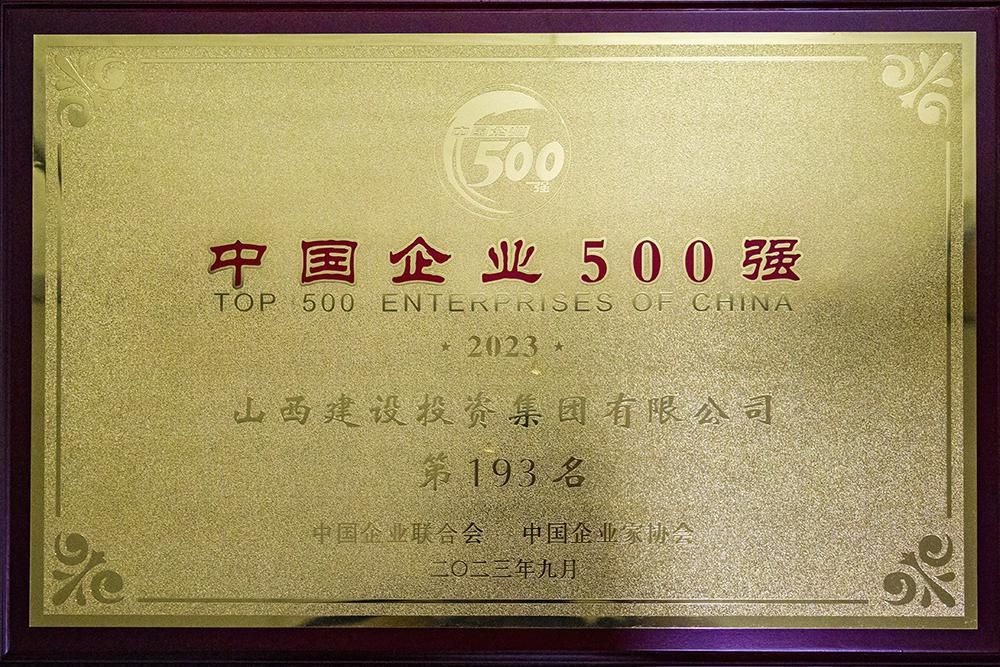 中国企业
500
强
中国企业500强
TOP 500 ENTERPRISES OF CHINA
★ 2023 ★
山西建设投资集团有限公司
第193名
中国企业联合会 中国企业家协会
二〇二三年九月